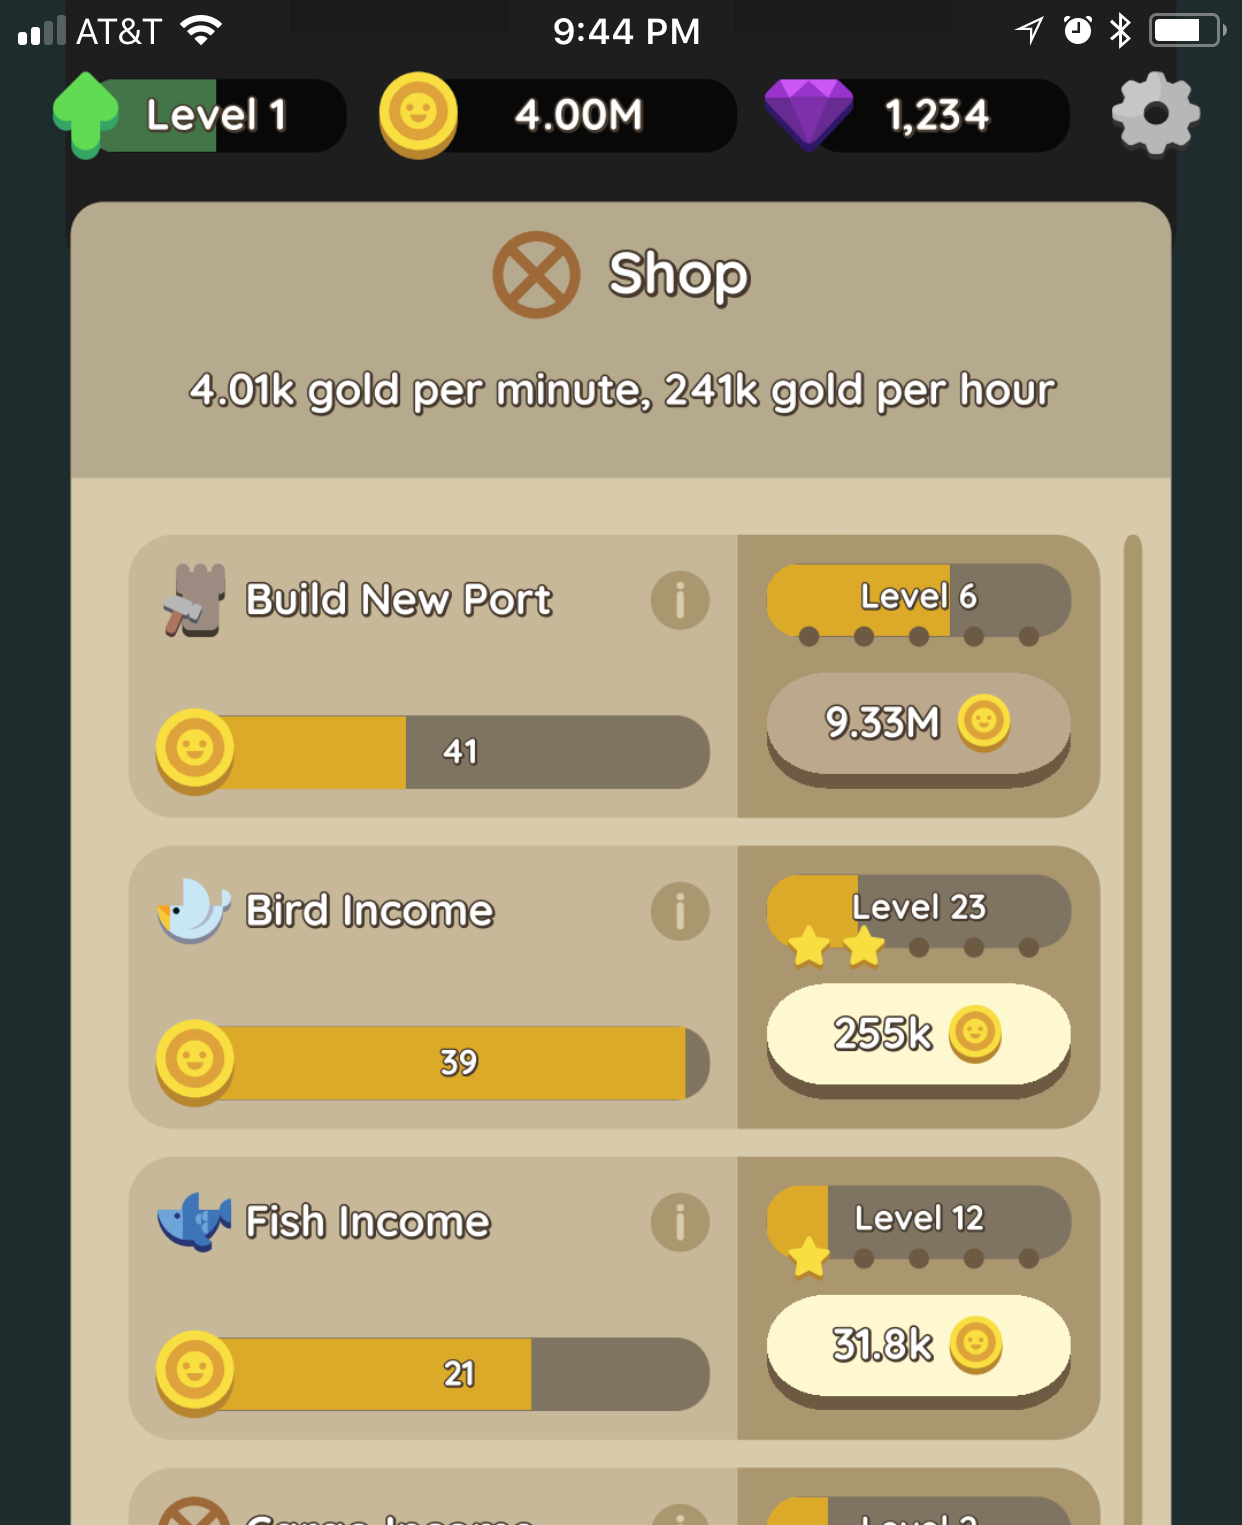 AT&T 9:44 PM
Level 1 4.00M 1,234
Shop
4.01k gold per minute, 241k gold per hour
Build New Port i Level 6
41 9.33M
Bird Income i Level 23
39 255k
Fish Income i Level 12
21 31.8k